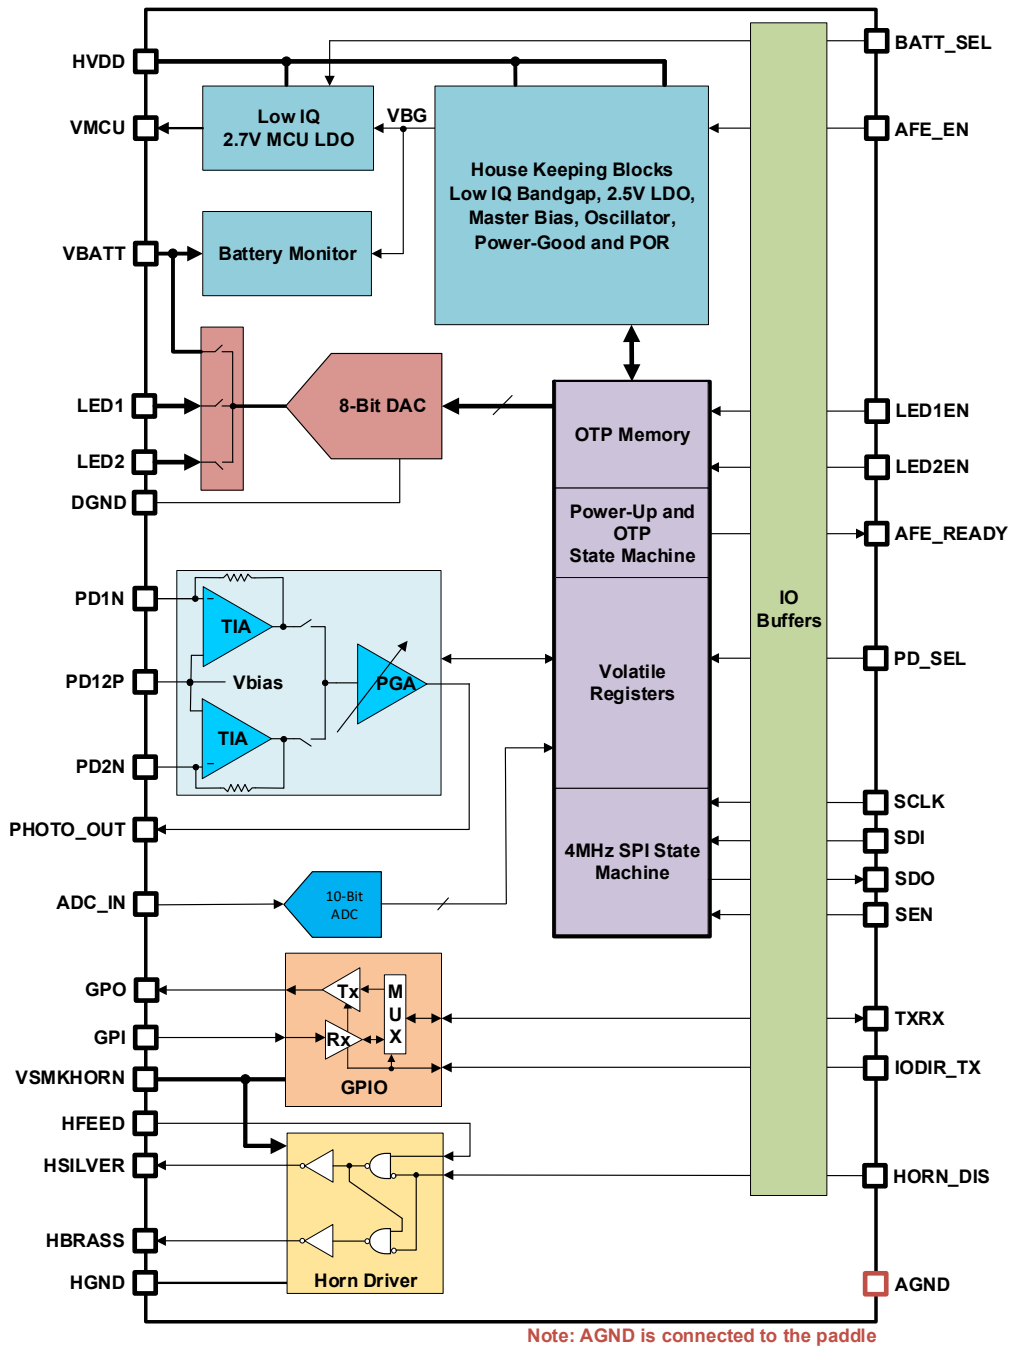 BATT_SEL
HVDD
Low IQ
2.7V MCU LDO
VBG
VMCU
AFE_EN
House Keeping Blocks
Low IQ Bandgap, 2.5V LDO,
Master Bias, Oscillator,
Power-Good and POR
VBATT
Battery Monitor
LED1
8-Bit DAC
LED1EN
OTP Memory
LED2
LED2EN
DGND
Power-Up and
OTP
State Machine
AFE_READY
PD1N
TIA
IO
Buffers
PD_SEL
PD12P
Vbias
PGA
Volatile
Registers
TIA
PD2N
SCLK
PHOTO_OUT
SDI
4MHz SPI State
Machine
SDO
ADC_IN
10-Bit
ADC
SEN
GPO
Tx
M
U
X
TXRX
GPI
Rx
IODIR_TX
VSMKHORN
GPIO
HFEED
HSILVER
HORN_DIS
HBRASS
HGND
Horn Driver
AGND
Note: AGND is connected to the paddle